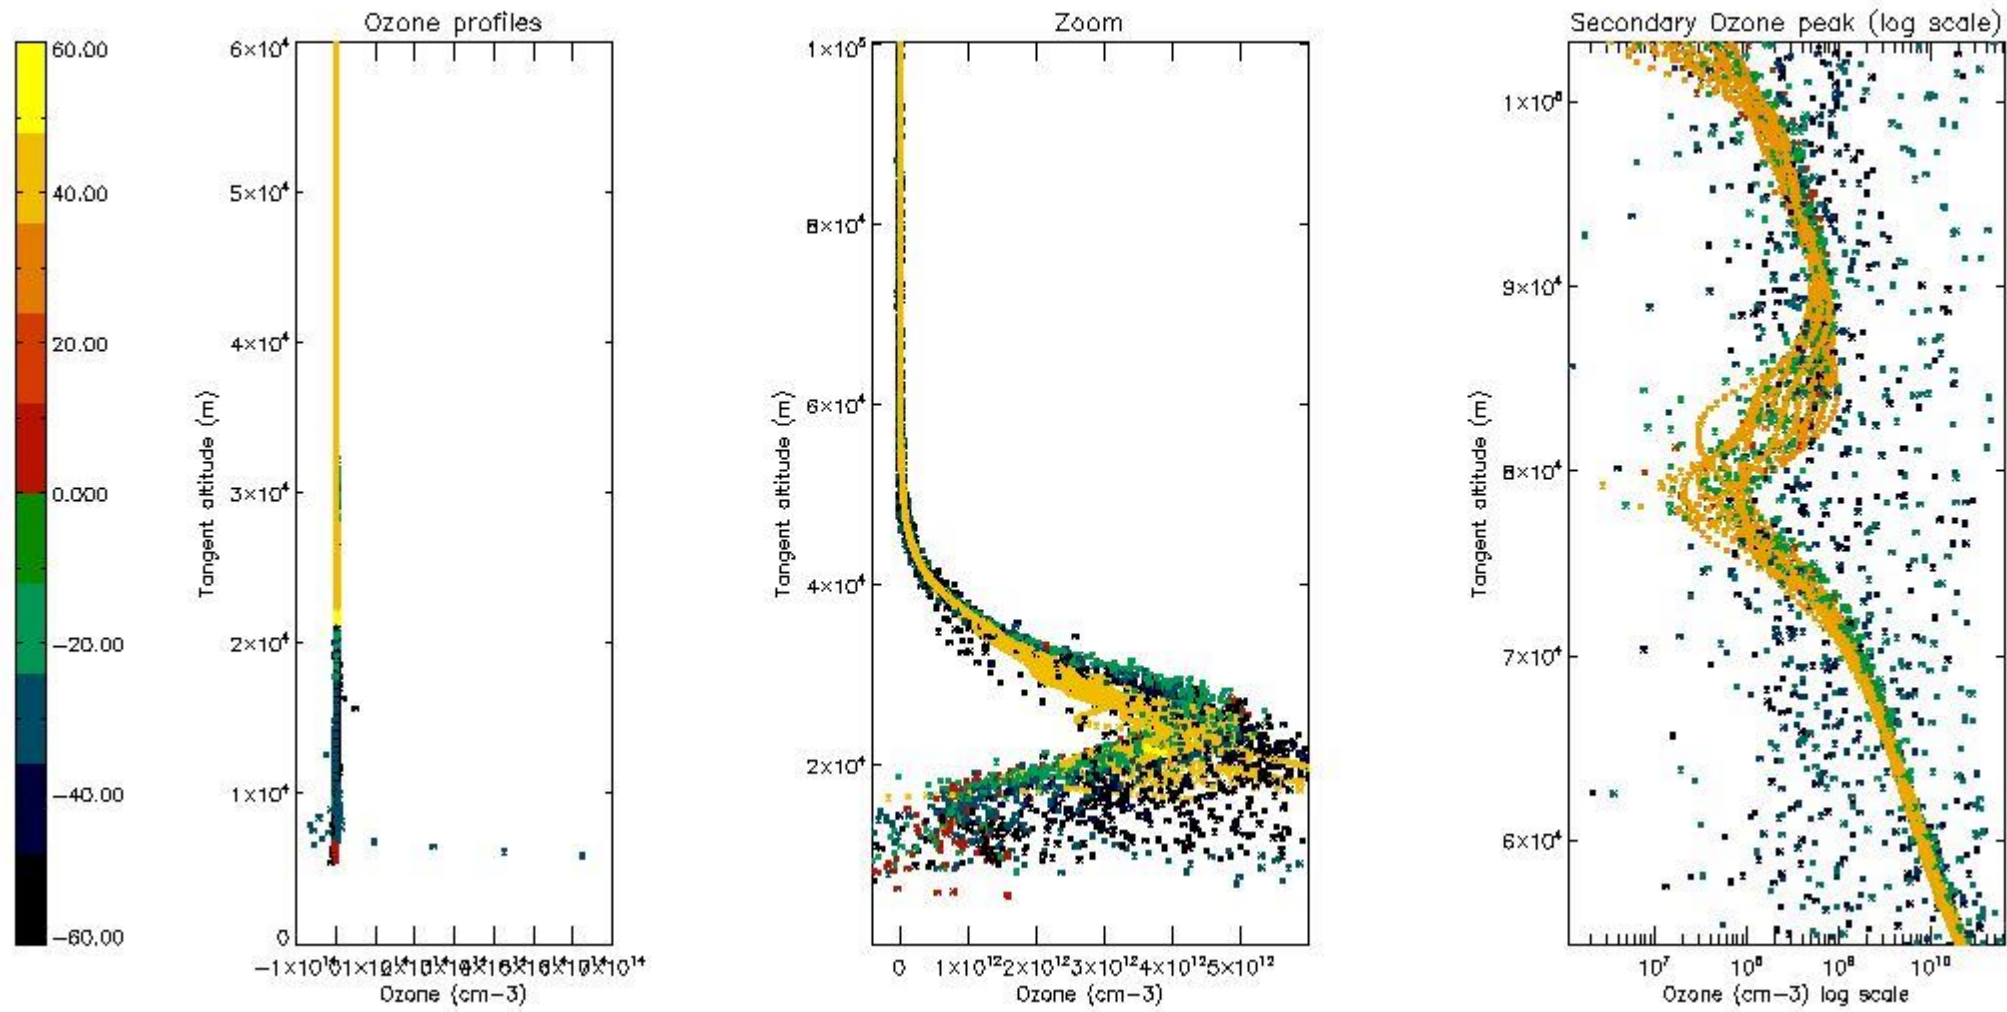 Ozone profiles
Zoom
Secondary Ozone peak (log scale)
60.00
40.00
20.00
−20.00
−40.00
−60.00
6×10⁴
5×10⁴
4×10⁴
3×10⁴
2×10⁴
1×10⁴
0
Tangent altitude (m)
Ozone (cm−3)
1×10⁵
8×10⁴
6×10⁴
4×10⁴
2×10⁴
Tangent altitude (m)
0 1×10¹² 2×10¹² 3×10¹² 4×10¹² 5×10¹²
Ozone (cm−3)
1×10⁵
9×10⁴
8×10⁴
7×10⁴
6×10⁴
Tangent altitude (m)
10⁷ 10⁸ 10⁹ 10¹⁰
Ozone (cm−3) log scale